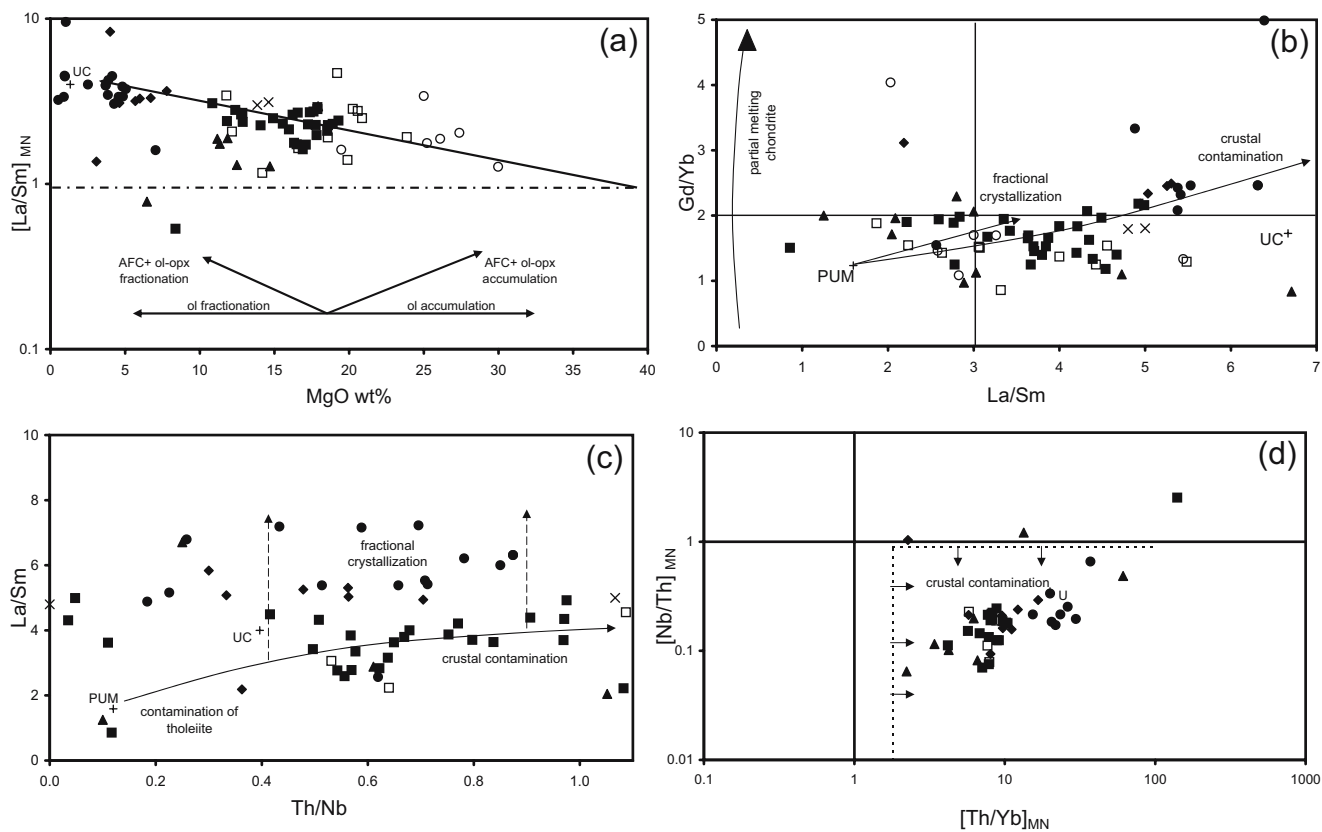 (a)
10
1
0.1
[La/Sm] MN
UC
AFC+ ol-opx
fractionation
AFC+ ol-opx
accumulation
ol fractionation
ol accumulation
0 5 10 15 20 25 30 35 40
MgO wt%
(b)
5
4
3
2
1
0
Gd/Yb
partial melting
chondrite
fractional
crystallization
crustal
contamination
PUM
UC
0 1 2 3 4 5 6 7
La/Sm
(c)
10
8
6
4
2
0
La/Sm
fractional
crystallization
UC
PUM
contamination of
tholeiite
crustal contamination
0.0 0.2 0.4 0.6 0.8 1.0
Th/Nb
(d)
10
1
0.1
0.01
[Nb/Th] MN
crustal contamination
U
0.1 1 10 100 1000
[Th/Yb]MN